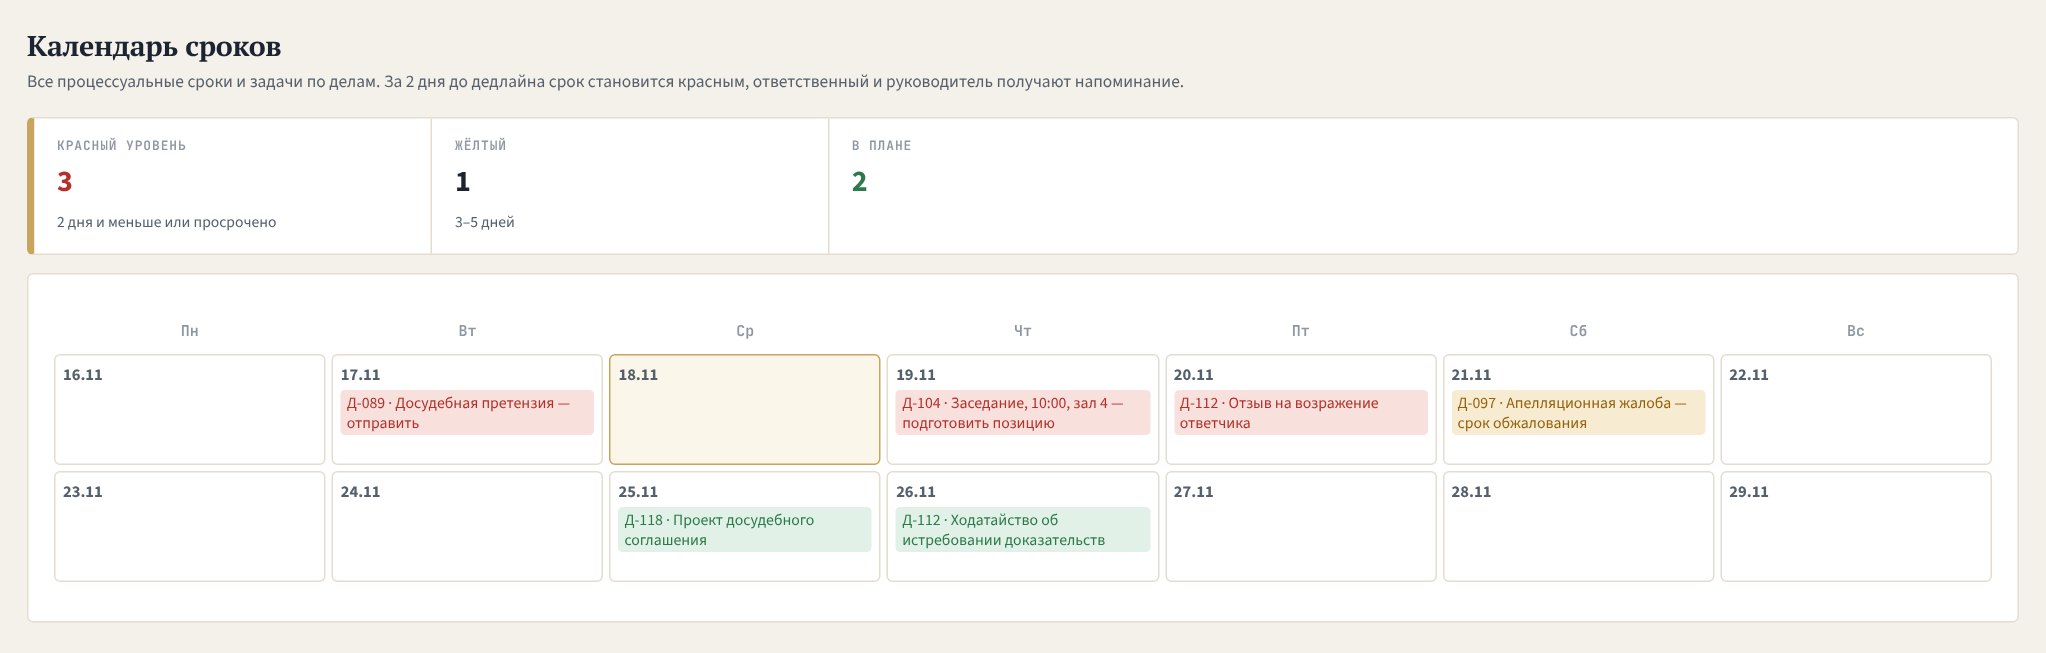 Календарь сроков
Все процессуальные сроки и задачи по делам. За 2 дня до дедлайна срок становится красным, ответственный и руководитель получают напоминание.
КРАСНЫЙ УРОВЕНЬ
3
2 дня и меньше или просрочено
ЖЁЛТЫЙ
1
3–5 дней
В ПЛАНЕ
2
Пн
Вт
Ср
Чт
Пт
Сб
Вс
16.11
17.11
Д-089 · Досудебная претензия —
отправить
18.11
19.11
Д-104 · Заседание, 10:00, зал 4 —
подготовить позицию
20.11
Д-112 · Отзыв на возражение
ответчика
21.11
Д-097 · Апелляционная жалоба —
срок обжалования
22.11
23.11
24.11
25.11
Д-118 · Проект досудебного
соглашения
26.11
Д-112 · Ходатайство об
истребовании доказательств
27.11
28.11
29.11